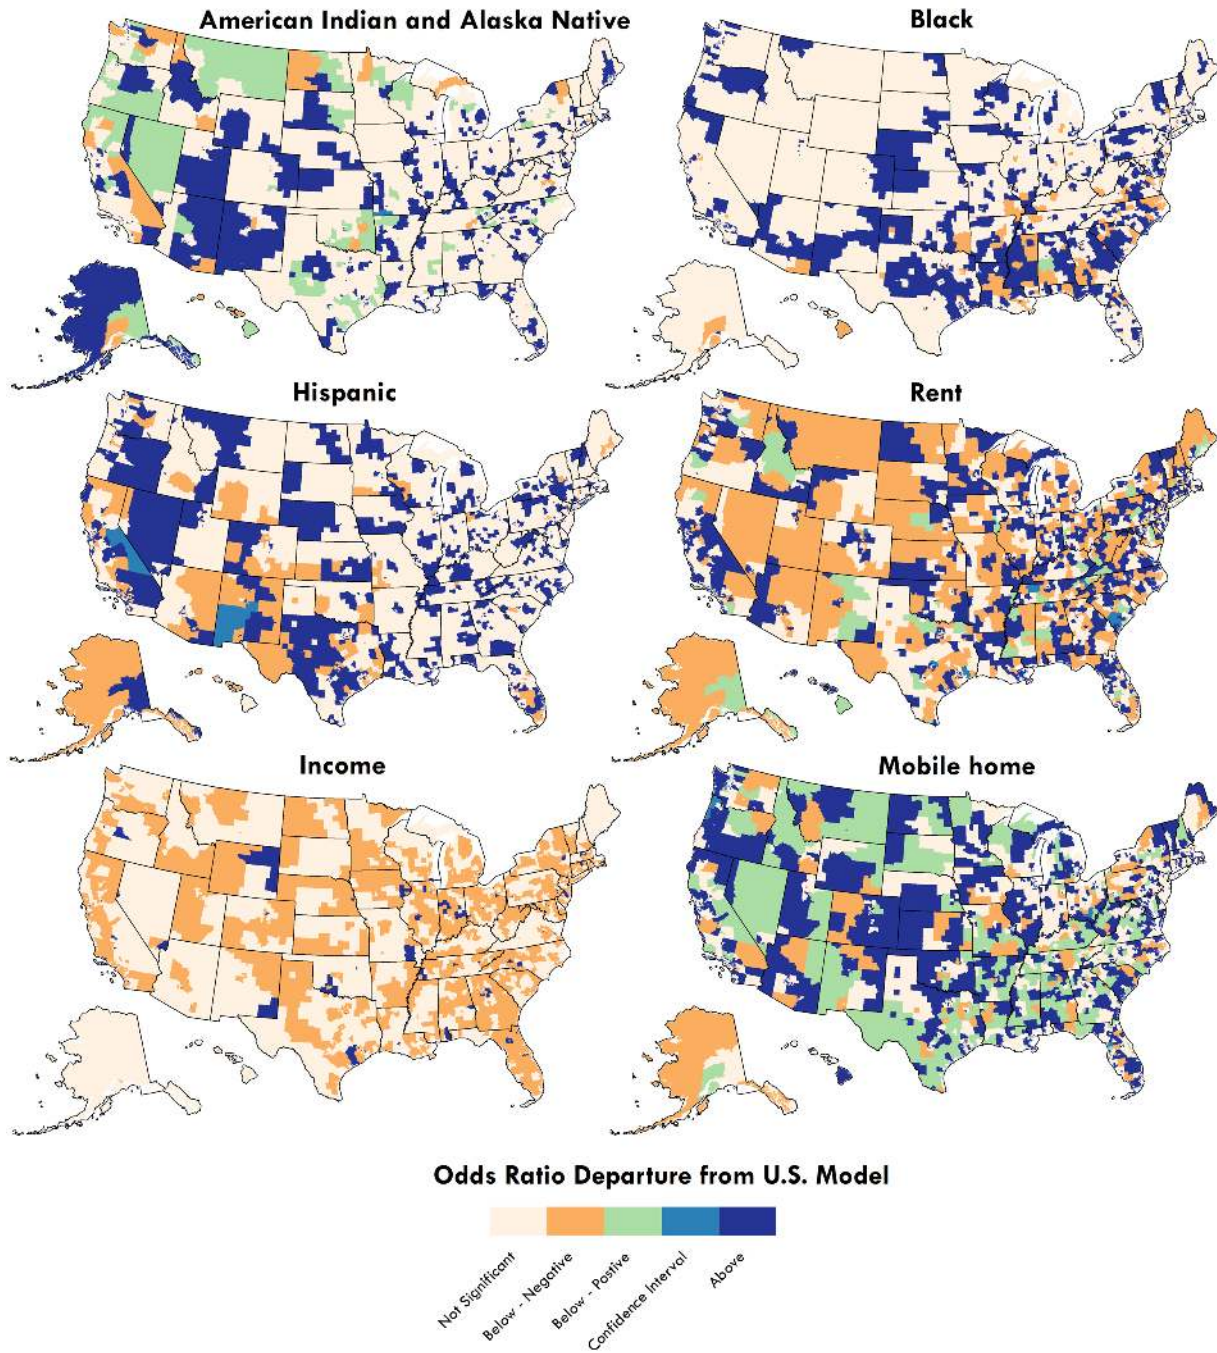 American Indian and Alaska Native
Black
Hispanic
Rent
Income
Mobile home
Odds Ratio Departure from U.S. Model
Not Significant
Below - Negative
Below - Postive
Confidence Interval
Above